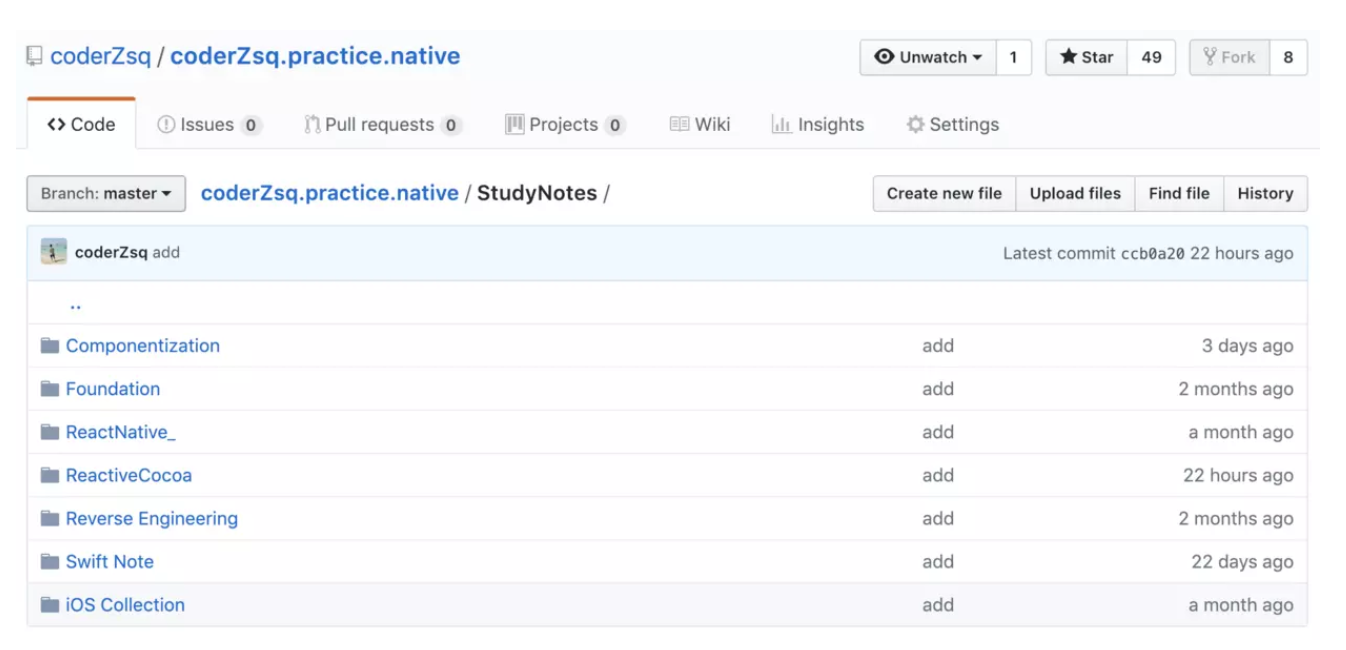 coderZsq / coderZsq.practice.native Unwatch 1 Star 49 Fork 8
Code Issues 0 Pull requests 0 Projects 0 Wiki Insights Settings
Branch: master coderZsq.practice.native / StudyNotes / Create new file Upload files Find file History
coderZsq add Latest commit ccb0a20 22 hours ago
..
Componentization add 3 days ago
Foundation add 2 months ago
ReactNative_ add a month ago
ReactiveCocoa add 22 hours ago
Reverse Engineering add 2 months ago
Swift Note add 22 days ago
iOS Collection add a month ago